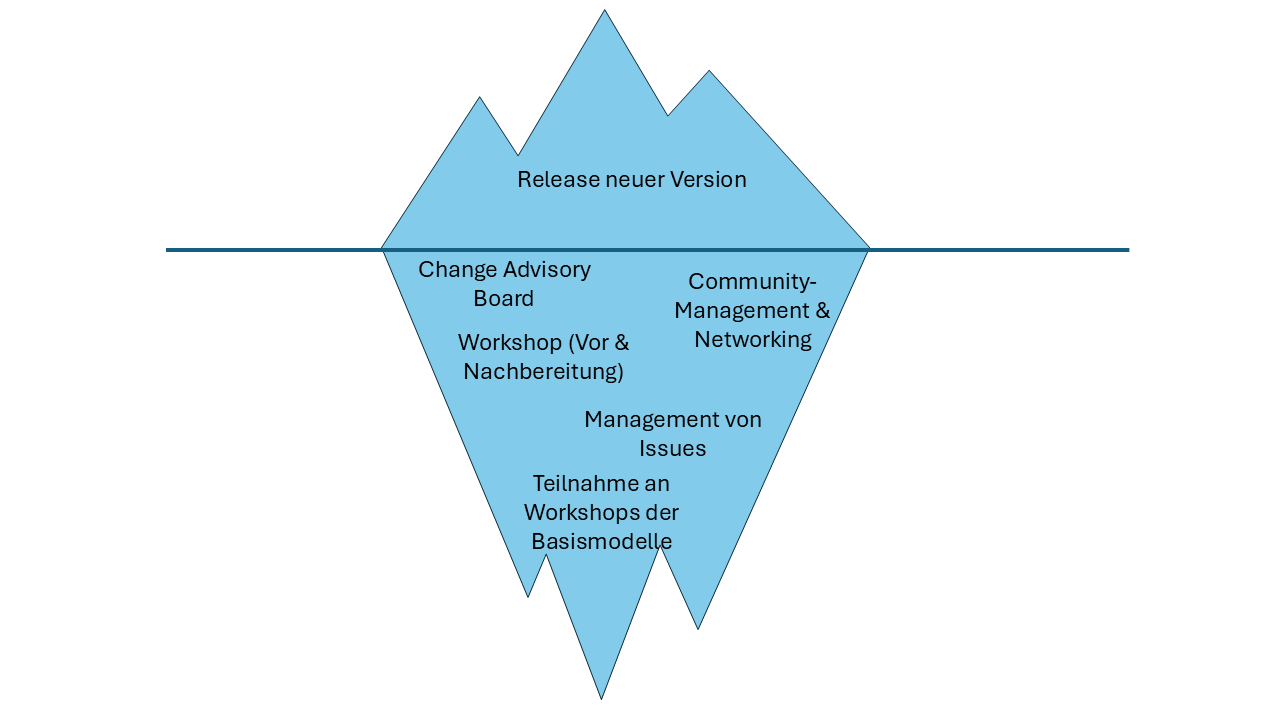 Release neuer Version
Change Advisory
Board
Community-
Management &
Networking
Workshop (Vor &
Nachbereitung)
Management von
Issues
Teilnahme an
Workshops der
Basismodelle